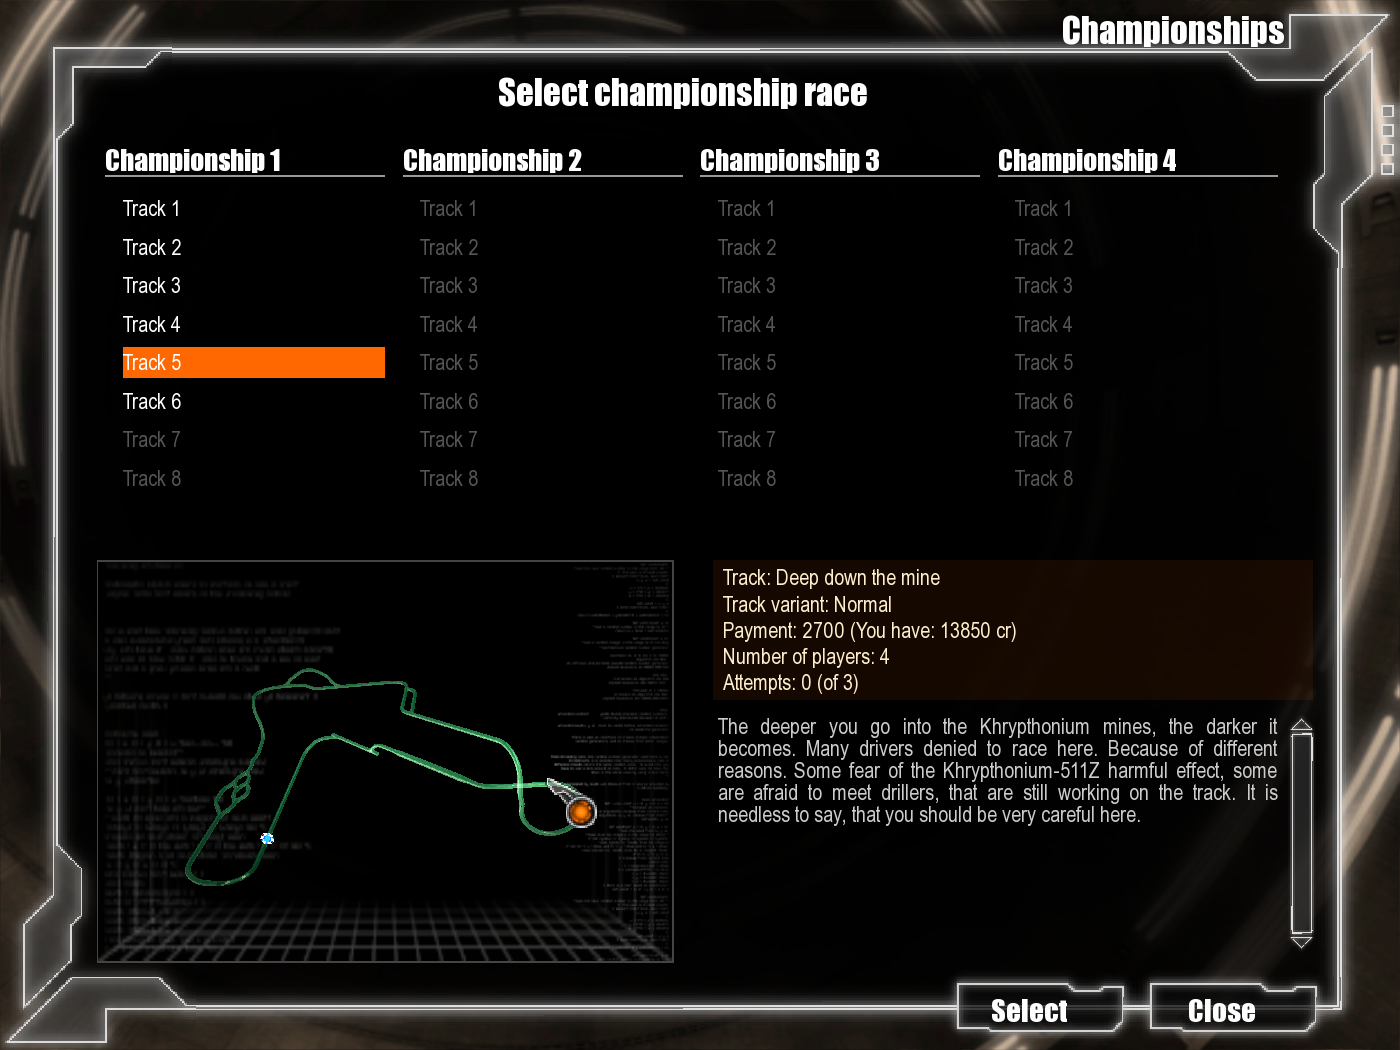 Championships
Select championship race
Championship 1
Championship 2
Championship 3
Championship 4
Track 1
Track 1
Track 1
Track 1
Track 2
Track 2
Track 2
Track 2
Track 3
Track 3
Track 3
Track 3
Track 4
Track 4
Track 4
Track 4
Track 5
Track 5
Track 5
Track 5
Track 6
Track 6
Track 6
Track 6
Track 7
Track 7
Track 7
Track 7
Track 8
Track 8
Track 8
Track 8
Track: Deep down the mine
Track variant: Normal
Payment: 2700 (You have: 13850 cr)
Number of players: 4
Attempts: 0 (of 3)
The deeper you go into the Khrypthonium mines, the darker it
becomes. Many drivers denied to race here. Because of different
reasons. Some fear of the Khrypthonium-511Z harmful effect, some
are afraid to meet drillers, that are still working on the track. It is
needless to say, that you should be very careful here.
Select
Close